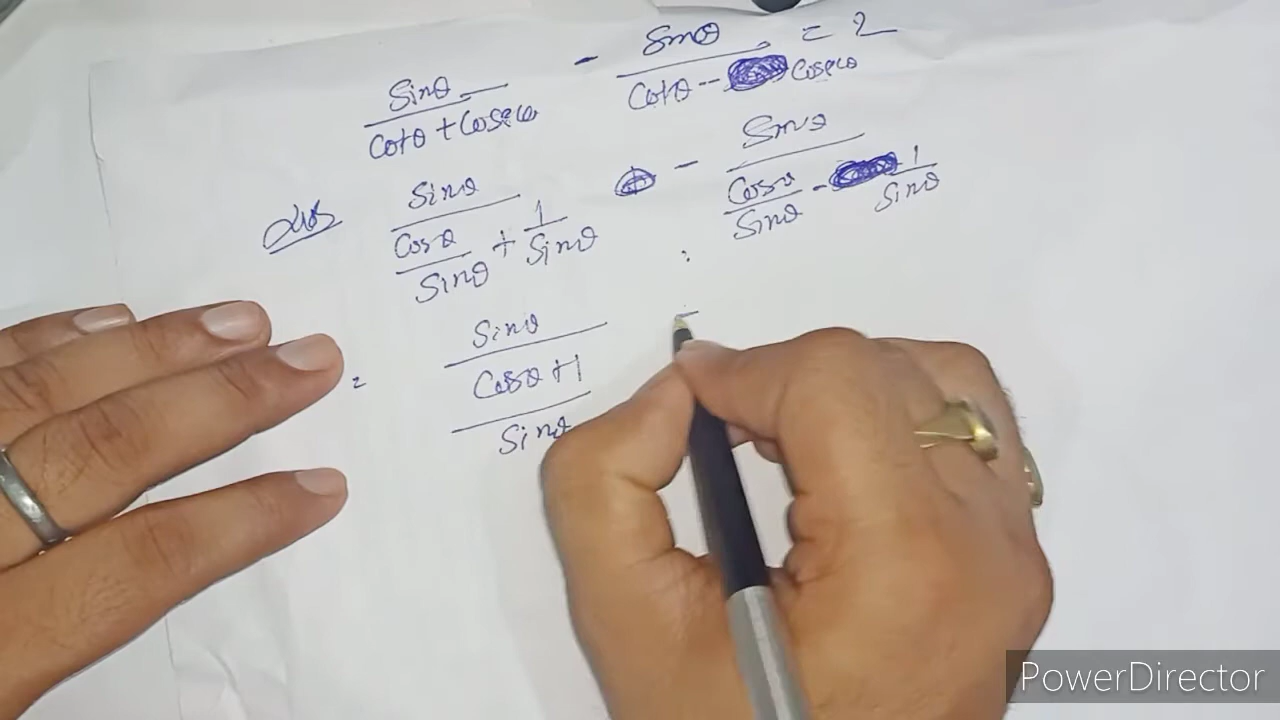 Sinθ / Cotθ + Cosecθ - Sinθ / Cotθ - Cosecθ = 2
Sinθ / Cosθ / Sinθ + 1 / Sinθ - Sinθ / Cosθ / Sinθ - 1 / Sinθ
= Sinθ / Cosθ + 1 / Sinθ -
PowerDirector